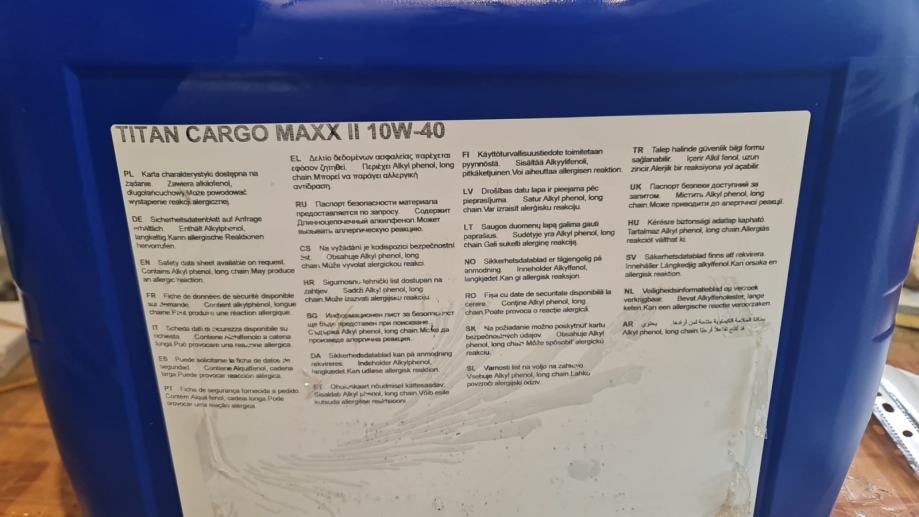 TITAN CARGO MAXX II 10W-40
PL Karta charakterystyki dostępna na
żądanie. Zawiera alkilofenol,
długołańcuchowy. Może powodować
wystąpienie reakcji alergicznej.
DE Sicherheitsdatenblatt auf Anfrage
erhältlich. Enthält Alkylphenol,
langkettig. Kann allergische Reaktionen
hervorrufen.
EN Safety data sheet available on request.
Contains Alkyl phenol, long chain. May produce
an allergic reaction.
FR Fiche de données de sécurité disponible
sur demande. Contient alkylphénol, longue
chaine. Peut produire une réaction allergique.
IT Scheda dati di sicurezza disponibile su
richiesta. Contiene Alchilfenolo a catena
lunga. Può provocare una reazione allergica.
ES Puede solicitarse la ficha de datos de
seguridad. Contiene Alquilfenol, cadena
larga. Puede provocar reacción alérgica.
PT Ficha de segurança fornecida a pedido.
Contém Alquil fenol, cadeia longa. Pode
provocar uma reação alérgica.
EL Δελτίο δεδομένων ασφαλείας παρέχεται
εφόσον ζητηθεί. Περιέχει Alkyl phenol, long
chain. Μπορεί να παράγει αλλεργική
αντίδραση.
RU Паспорт безопасности материала
предоставляется по запросу. Содержит
Длинноцепочечный алкилфенол. Может
вызывать аллергическую реакцию.
CS Na vyžádání je k dispozici bezpečnostní
list. Obsahuje Alkyl phenol, long
chain. Může vyvolat alergickou reakci.
HR Sigurnosno-tehnički list dostupan na
zahtjev. Sadrži Alkyl phenol, long
chain. Može izazvati alergijsku reakciju.
BG Информационен лист за безопасност
ще бъде представен при поискване.
Съдържа Alkyl phenol, long chain. Може да
произведе алергична реакция.
DA Sikkerhedsdatablad kan på anmodning
rekvireres. Indeholder Alkylphenol,
langkædet. Kan udløse allergisk reaktion.
ET Ohutuskaart nõudmisel kättesaadav.
Sisaldab Alkyl phenol, long chain. Võib esile
kutsuda allergilise reaktsiooni.
FI Käyttöturvallisuustiedote toimitetaan
pyynnöstä. Sisältää Alkyylifenoli,
pitkäketjuinen. Voi aiheuttaa allergisen reaktion.
LV Drošības datu lapa ir pieejama pēc
pieprasījuma. Satur Alkyl phenol, long
chain. Var izraisīt alerģisku reakciju.
LT Saugos duomenų lapą galima gauti
paprašius. Sudėtyje yra Alkyl phenol, long
chain. Gali sukelti alerginę reakciją.
NO Sikkerhetsdatablad er tilgjengelig på
anmodning. Inneholder Alkylfenol,
langkjedet. Kan gi allergisk reaksjon.
RO Fişa cu date de securitate disponibilă la
cerere. Conţine Alkyl phenol, long
chain. Poate provoca o reacţie alergică.
SK Na požiadanie možno poskytnúť kartu
bezpečnostných údajov. Obsahuje Alkyl
phenol, long chain. Môže spôsobiť alergickú
reakciu.
SL Varnosti list na voljo na zahtevo.
Vsebuje Alkyl phenol, long chain. Lahko
povzroči alergijski odziv.
TR Talep halinde güvenlik bilgi formu
sağlanabilir. İçerir Alkil fenol, uzun
zincir. Alerjik bir reaksiyona yol açabilir.
UK Паспорт безпеки доступний за
запитом. Містить Alkyl phenol, long
chain. Може приводити до алергічної реакції.
HU Kérésre biztonsági adatlap kapható.
Tartalmaz Alkyl phenol, long chain. Allergiás
reakciót válthat ki.
SV Säkerhetsdatablad finns att rekvirera.
Innehåller Långkedjig alkylfenol. Kan orsaka en
allergisk reaktion.
NL Veiligheidsinformatieblad op verzoek
verkrijgbaar. Bevat Alkylfenolester, lange
keten. Kan een allergische reactie veroorzaken.
AR